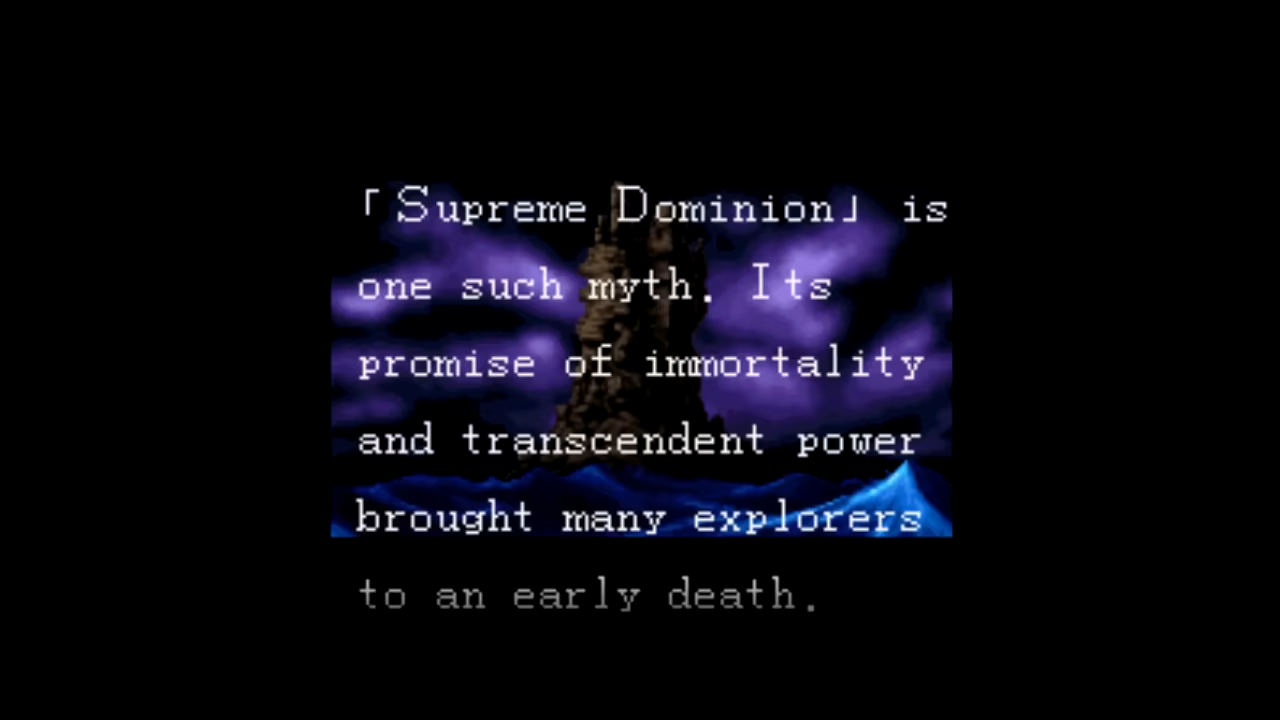 「Supreme Dominion」 is
one such myth. Its
promise of immortality
and transcendent power
brought many explorers
to an early death.